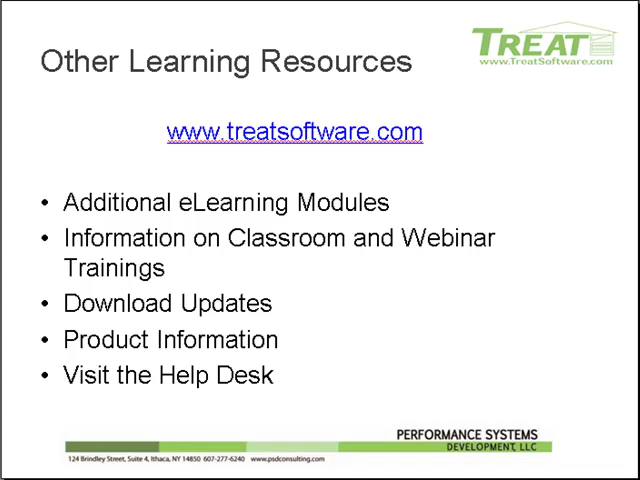 TREAT
www.TreatSoftware.com
Other Learning Resources
www.treatsoftware.com
• Additional eLearning Modules
• Information on Classroom and Webinar
Trainings
• Download Updates
• Product Information
• Visit the Help Desk
PERFORMANCE SYSTEMS
DEVELOPMENT, LLC
124 Brindley Street, Suite 4, Ithaca, NY 14850 607-277-6240 www.psdconsulting.com